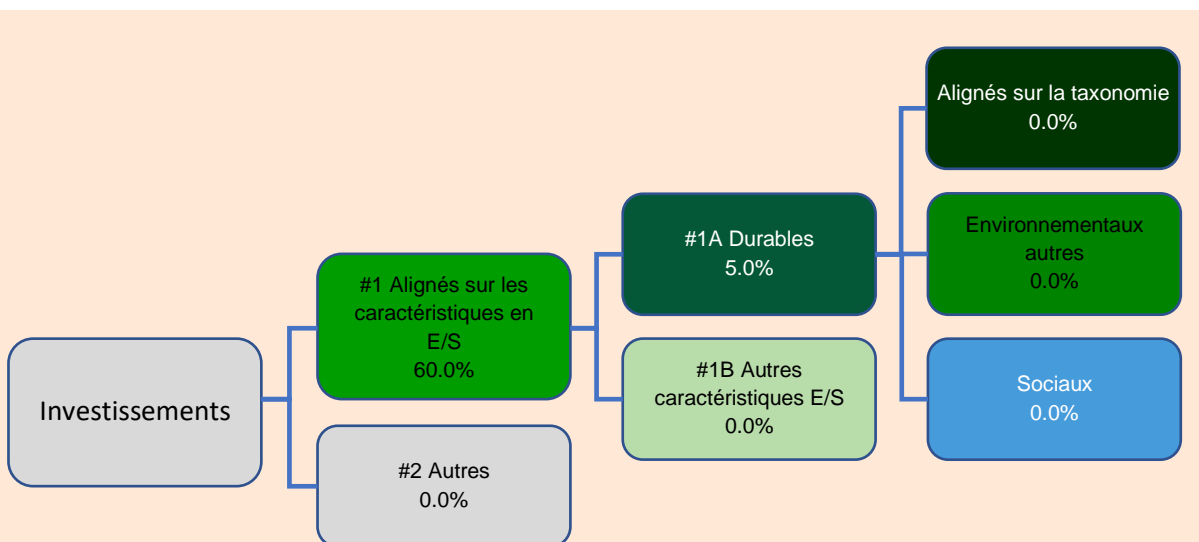 Investissements
#1 Alignés sur les
caractéristiques en
E/S
60.0%
#2 Autres
0.0%
#1A Durables
5.0%
#1B Autres
caractéristiques E/S
0.0%
Alignés sur la taxonomie
0.0%
Environnementaux
autres
0.0%
Sociaux
0.0%